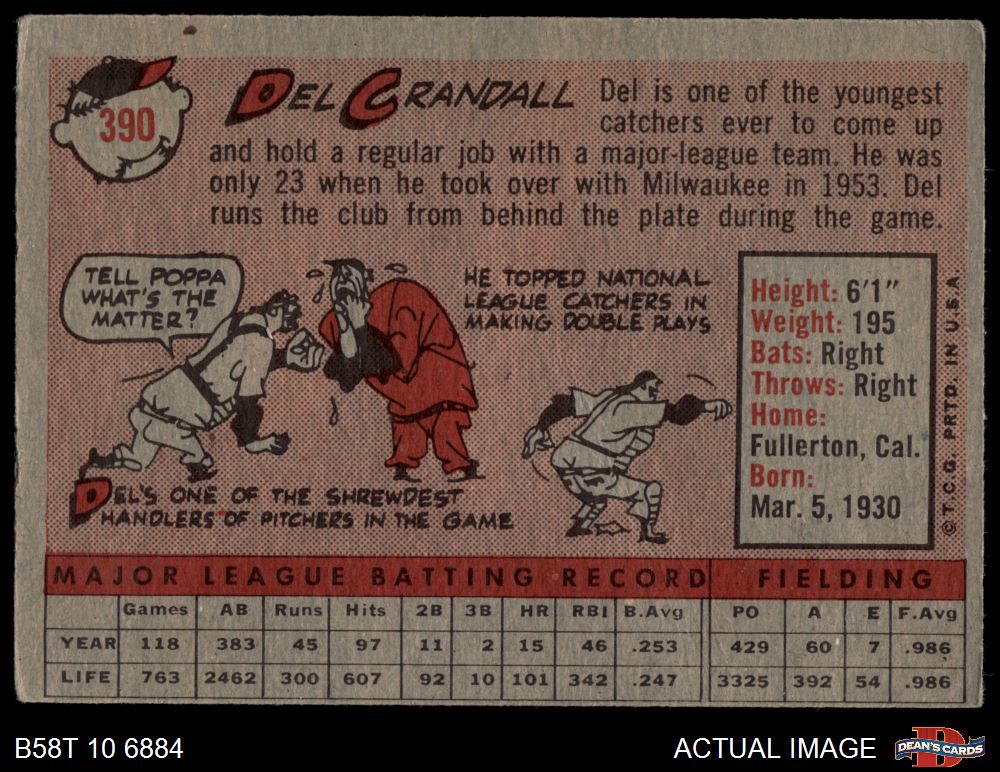 390
DEL CRANDALL
Del is one of the youngest
catchers ever to come up
and hold a regular job with a major-league team. He was
only 23 when he took over with Milwaukee in 1953. Del
runs the club from behind the plate during the game.
TELL POPPA
WHAT'S THE
MATTER?
HE TOPPED NATIONAL
LEAGUE CATCHERS IN
MAKING DOUBLE PLAYS
DEL'S ONE OF THE SHREWDEST
HANDLERS OF PITCHERS IN THE GAME
Height: 6'1"
Weight: 195
Bats: Right
Throws: Right
Home:
Fullerton, Cal.
Born:
Mar. 5, 1930
© T.C.G. PRTD. IN U.S.A
MAJOR LEAGUE BATTING RECORD FIELDING
Games AB Runs Hits 2B 3B HR RBI B.Avg PO A E F.Avg
YEAR 118 383 45 97 11 2 15 46 .253 429 60 7 .986
LIFE 763 2462 300 607 92 10 101 342 .247 3325 392 54 .986
B58T 10 6884
ACTUAL IMAGE
D
DEAN'S CARDS